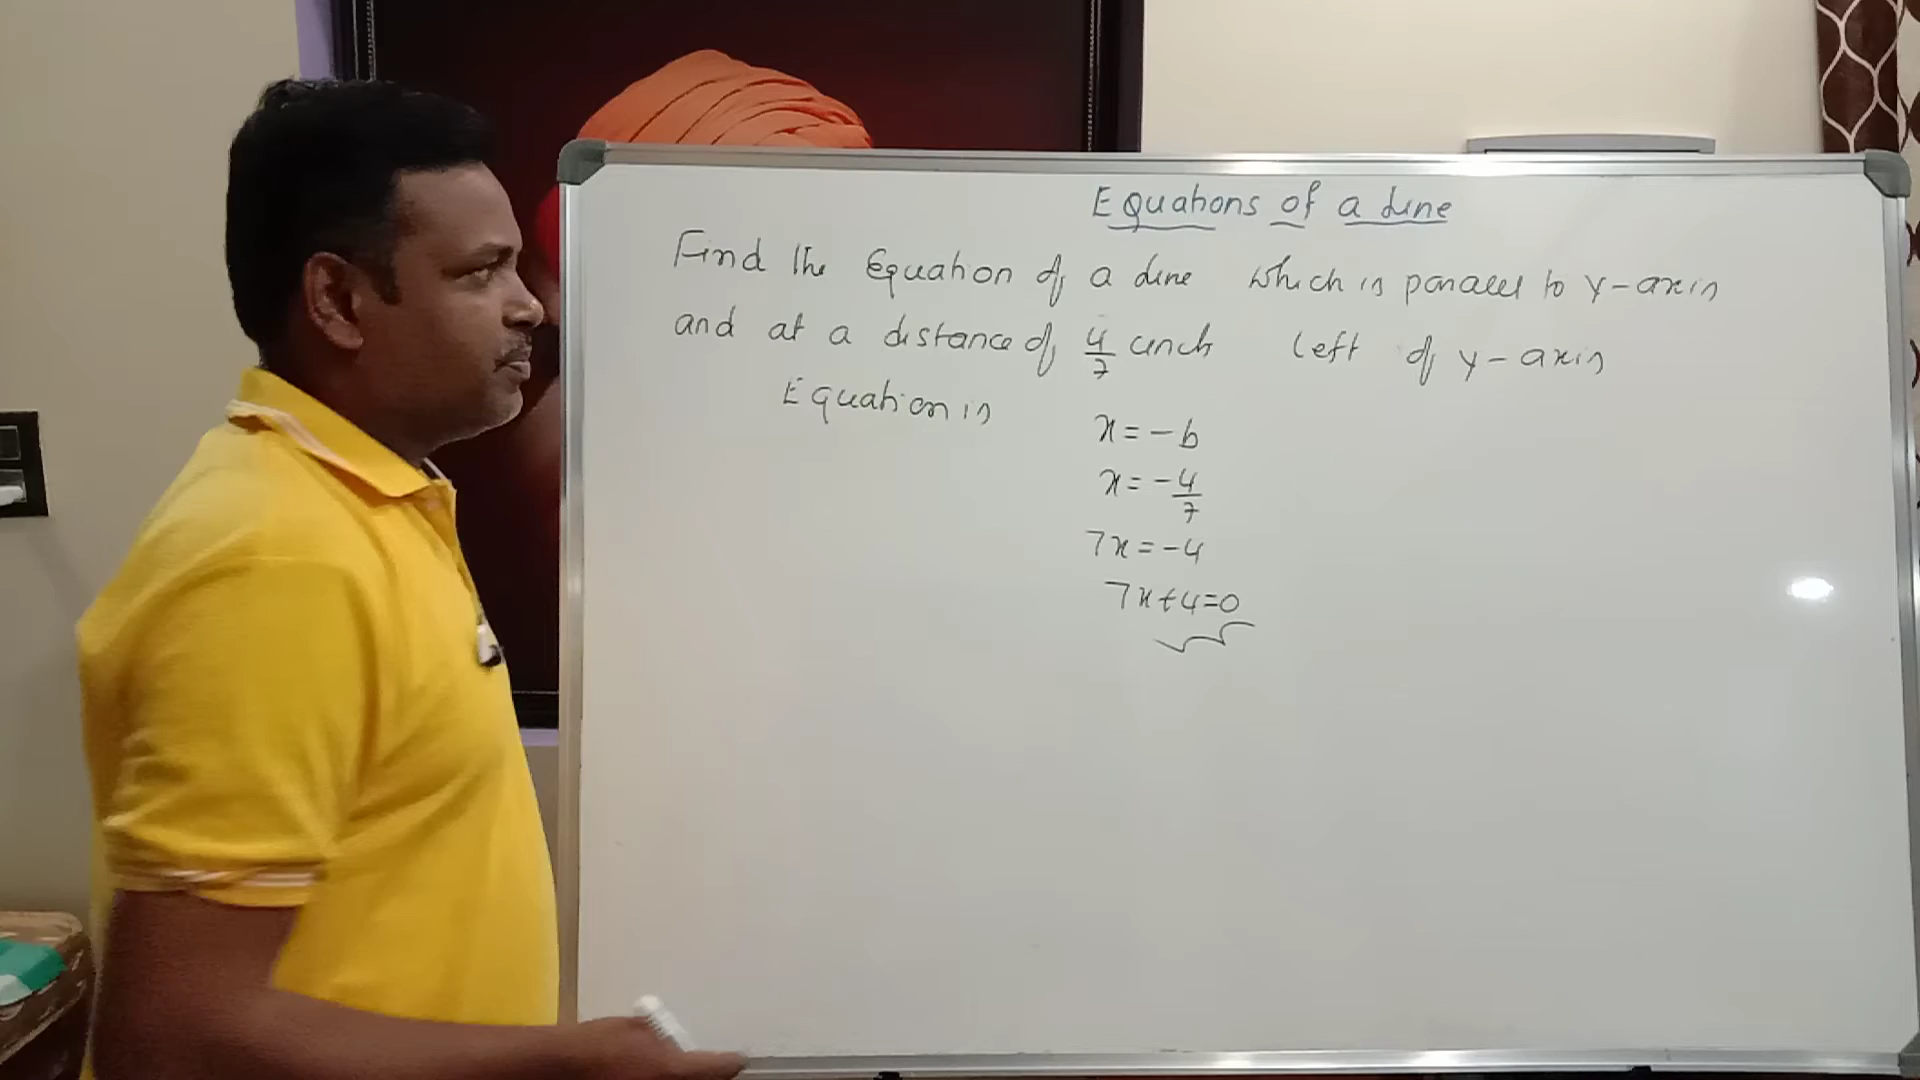 Equations of a Line
Find the Equation of a line which is parallel to y-axis
and at a distance of 4/7 units left of y-axis
Equation is
x = -b
x = -4/7
7x = -4
7x+4=0